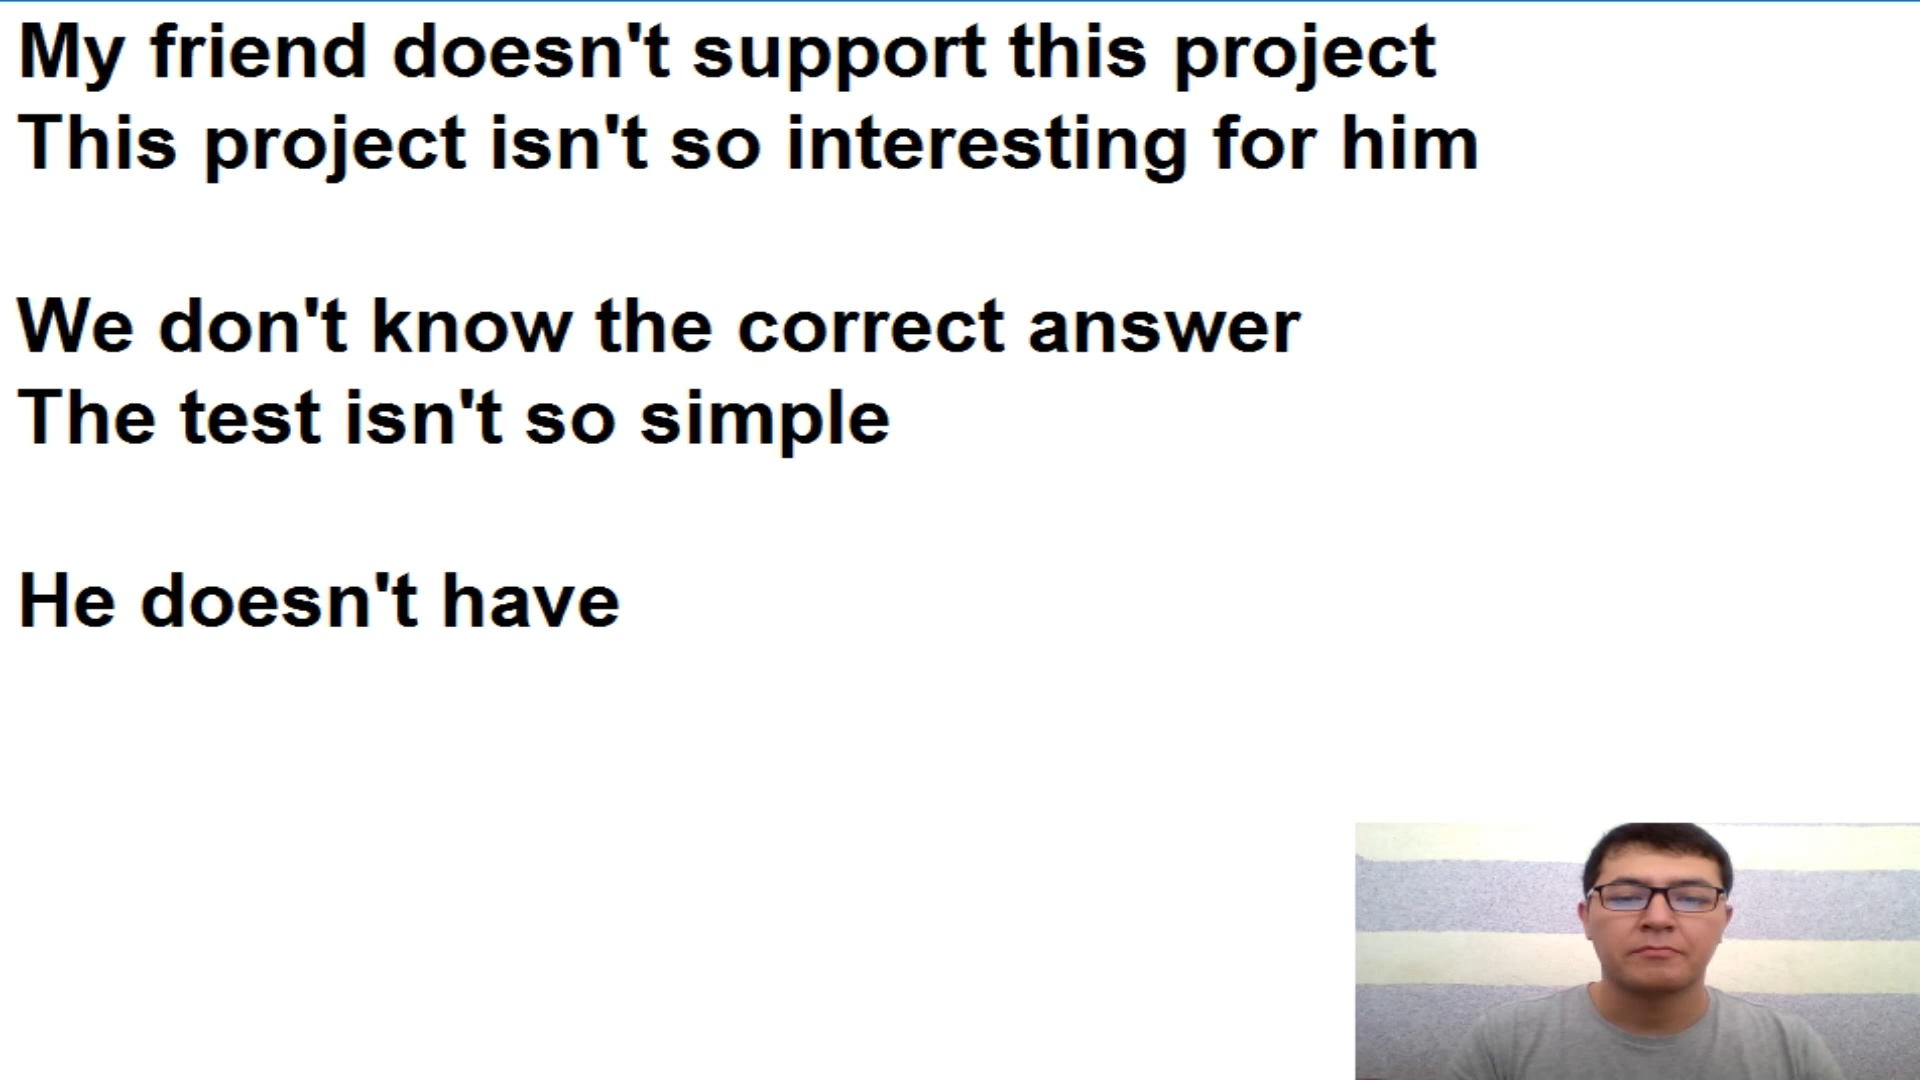 My friend doesn't support this project
This project isn't so interesting for him
We don't know the correct answer
The test isn't so simple
He doesn't have